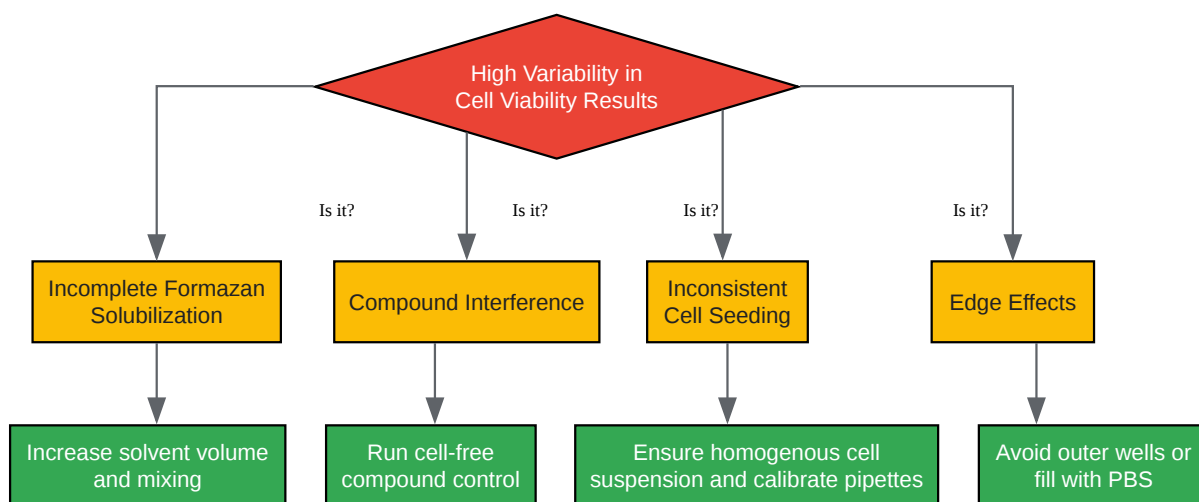 High Variability in
Cell Viability Results
Is it?
Is it?
Is it?
Is it?
Incomplete Formazan
Solubilization
Compound Interference
Inconsistent
Cell Seeding
Edge Effects
Increase solvent volume
and mixing
Run cell-free
compound control
Ensure homogenous cell
suspension and calibrate pipettes
Avoid outer wells or
fill with PBS